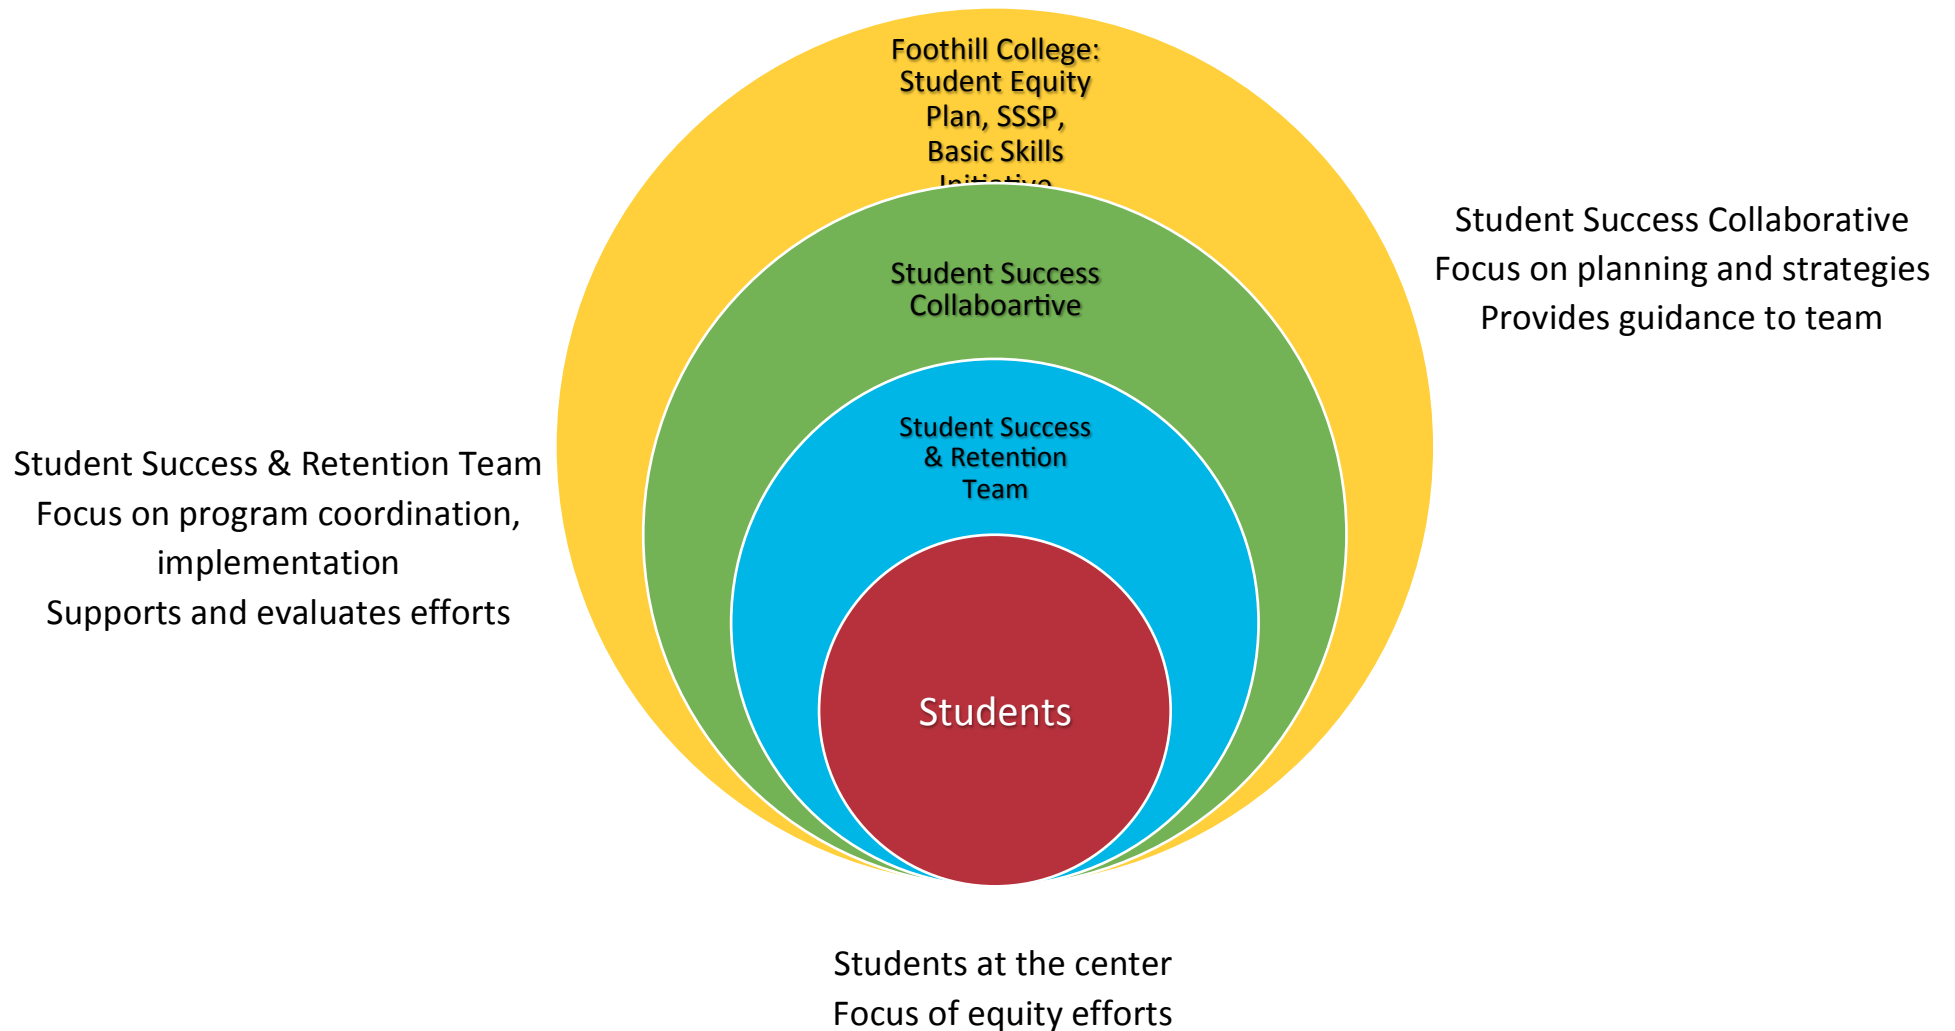 Foothill College:
Student Equity
Plan, SSSP,
Basic Skills
Initiative
Student Success Collaborative
Focus on planning and strategies
Provides guidance to team
Student Success
Collaboartive
Student Success
& Retention
Team
Student Success & Retention Team
Focus on program coordination,
implementation
Supports and evaluates efforts
Students
Students at the center
Focus of equity efforts